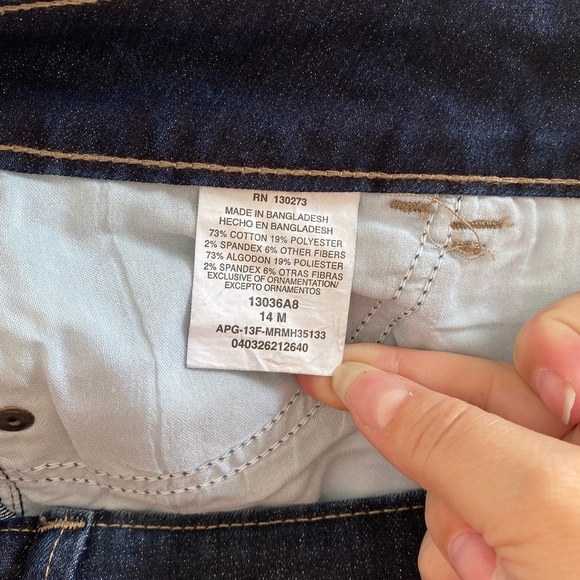 RN 130273
MADE IN BANGLADESH
HECHO EN BANGLADESH
73% COTTON 19% POLYESTER
2% SPANDEX 6% OTHER FIBERS
73% ALGODON 19% POLIESTER
2% SPANDEX 6% OTRAS FIBRAS
EXCLUSIVE OF ORNAMENTATION/
EXCEPTO ORNAMENTOS
13036A8
14 M
APG-13F-MRMH35133
040326212640